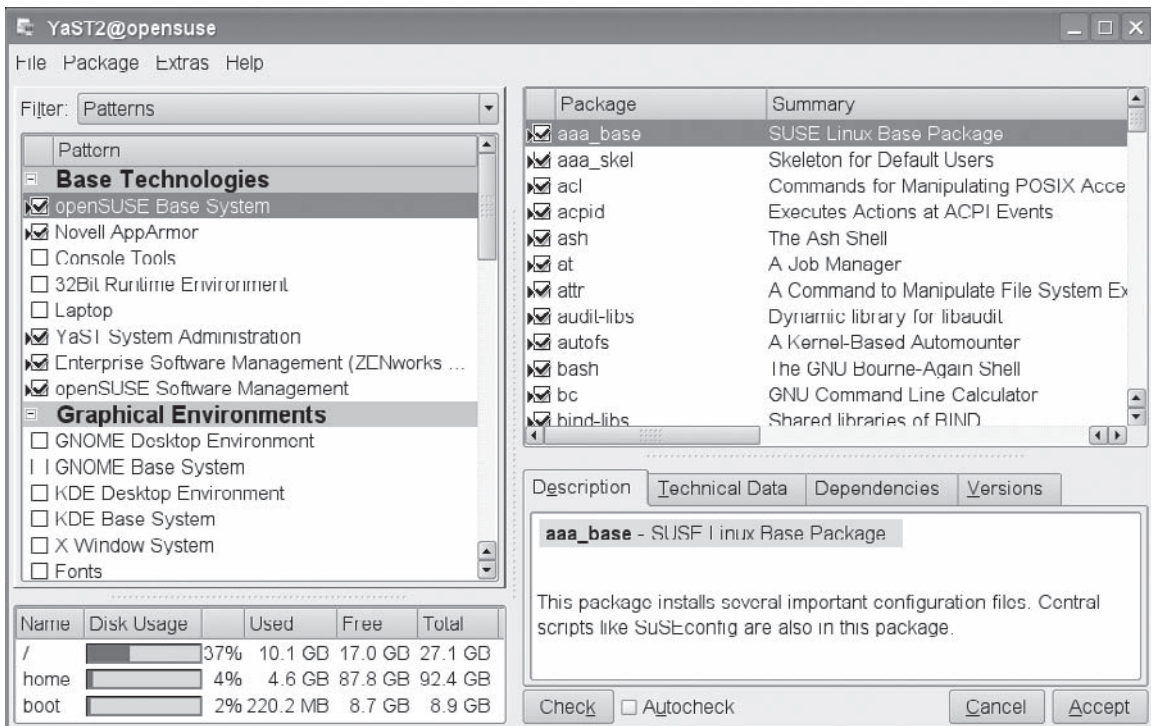 YaST2@opensuse
File Package Extras Help
Filter: Patterns
Pattern
Base Technologies
openSUSE Base System
Novell AppArmor
Console Tools
32Bit Runtime Environment
Laptop
YaST System Administration
Enterprise Software Management (ZENworks ...
openSUSE Software Management
Graphical Environments
GNOME Desktop Environment
GNOME Base System
KDE Desktop Environment
KDE Base System
X Window System
Fonts
Name Disk Usage Used Free Total
/ 37% 10.1 GB 17.0 GB 27.1 GB
home 4% 4.6 GB 87.8 GB 92.4 GB
boot 2% 220.2 MB 8.7 GB 8.9 GB
Package Summary
aaa_base SUSE Linux Base Package
aaa_skel Skeleton for Default Users
acl Commands for Manipulating POSIX Acce
acpid Executes Actions at ACPI Events
ash The Ash Shell
at A Job Manager
attr A Command to Manipulate File System Ex
audit-libs Dynamic library for libaudit
autofs A Kernel-Based Automounter
bash The GNU Bourne-Again Shell
bc GNU Command Line Calculator
bind-libs Shared libraries of BIND
Description Technical Data Dependencies Versions
aaa_base - SUSE Linux Base Package
This package installs several important configuration files. Central
scripts like SuSEconfig are also in this package.
Check Autocheck Cancel Accept